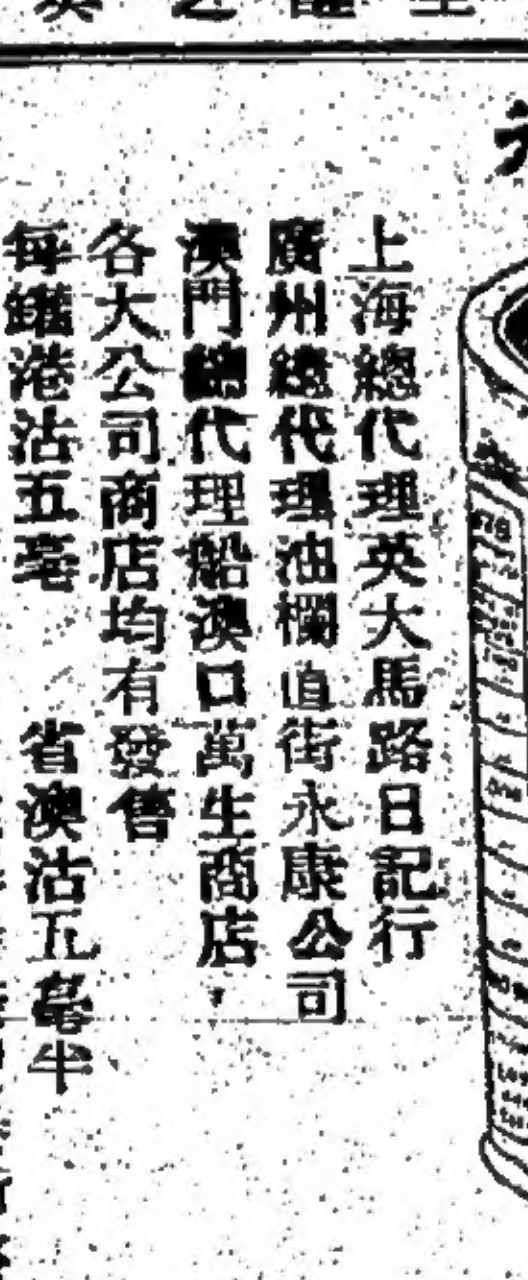 上海總代理英大馬路日記行
廣州總代理油欄直街永康公司
澳門總代理船澳口萬生商店
各大公司商店均有發售
每罐港沽五毫　省澳沽五毫半